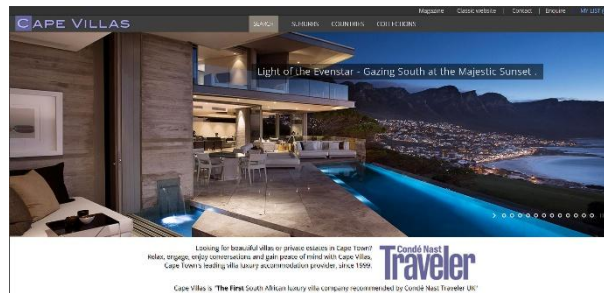 Magazine Classic website | Contact | Enquire MY LIST
CAPE VILLAS SEARCH SUBURBS COUNTRIES COLLECTIONS
Light of the Evenstar - Gazing South at the Majestic Sunset .
Looking for beautiful villas or private estates in Cape Town?
Relax, engage, enjoy conversations and gain peace of mind with Cape Villas,
Cape Town's leading villa luxury accommodation provider, since 1999.
Condé Nast
Traveler
Cape Villas is "The First South African luxury villa company recommended by Condé Nast Traveler UK"